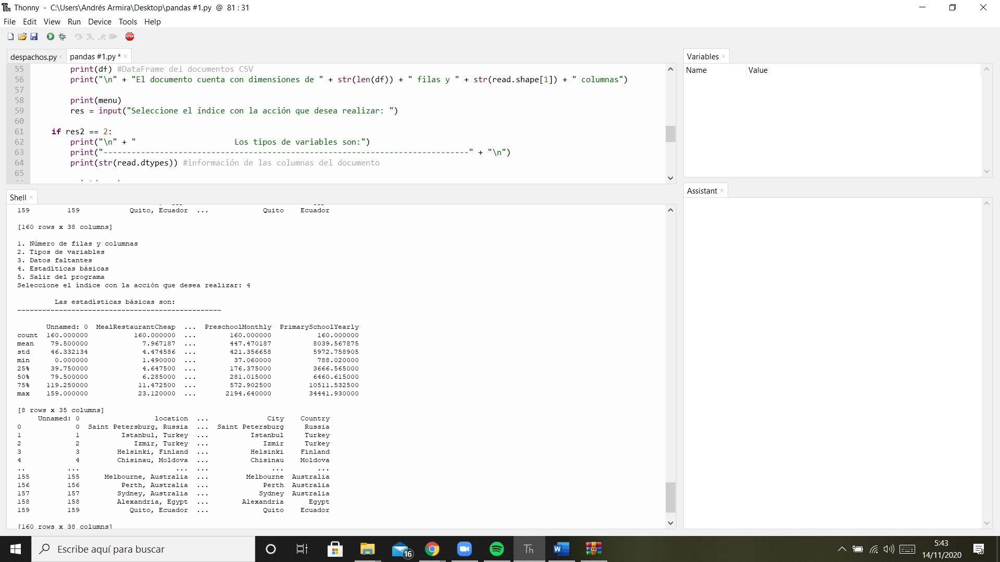 Thonny - C:\Users\Andrés Armira\Desktop\pandas #1.py @ 81 : 31
File Edit View Run Device Tools Help
STOP
despachos.py
pandas #1.py *
55 print(df) #DataFrame del documentos CSV
56 print("\n" + "El documento cuenta con dimensiones de " + str(len(df)) + " filas y " + str(read.shape[1]) + " columnas")
57
58 print(menu)
59 res = input("Seleccione el índice con la acción que desea realizar: ")
60
61 if res2 == 2:
62 print("\n" + "                     Los tipos de variables son:")
63 print("------------------------------------------------------------------------------" + "\n")
64 print(str(read.dtypes)) #información de las columnas del documento
65
Variables
Name Value
Assistant
Shell
159 159 Quito, Ecuador ... Quito Ecuador
[160 rows x 38 columns]
1. Número de filas y columnas
2. Tipos de variables
3. Datos faltantes
4. Estadíticas básicas
5. Salir del programa
Seleccione el índice con la acción que desea realizar: 4
Las estadísticas básicas son:
-------------------------------------------------
Unnamed: 0 MealRestaurantCheap ... PreschoolMonthly PrimarySchoolYearly
count 160.000000 160.000000 ... 160.000000 160.000000
mean 79.500000 7.967187 ... 447.470187 8039.567875
std 46.332134 4.474586 ... 421.356658 5972.758905
min 0.000000 1.490000 ... 37.060000 788.020000
25% 39.750000 4.647500 ... 176.375000 3666.565000
50% 79.500000 6.285000 ... 281.015000 6460.615000
75% 119.250000 11.472500 ... 572.902500 10511.532500
max 159.000000 23.120000 ... 2194.640000 34441.930000
[8 rows x 35 columns]
Unnamed: 0 location ... City Country
0 0 Saint Petersburg, Russia ... Saint Petersburg Russia
1 1 Istanbul, Turkey ... Istanbul Turkey
2 2 Izmir, Turkey ... Izmir Turkey
3 3 Helsinki, Finland ... Helsinki Finland
4 4 Chisinau, Moldova ... Chisinau Moldova
.. ... ... ... ... ...
155 155 Melbourne, Australia ... Melbourne Australia
156 156 Perth, Australia ... Perth Australia
157 157 Sydney, Australia ... Sydney Australia
158 158 Alexandria, Egypt ... Alexandria Egypt
159 159 Quito, Ecuador ... Quito Ecuador
[160 rows x 38 columns]
Escribe aquí para buscar
16
Th
5:43
14/11/2020